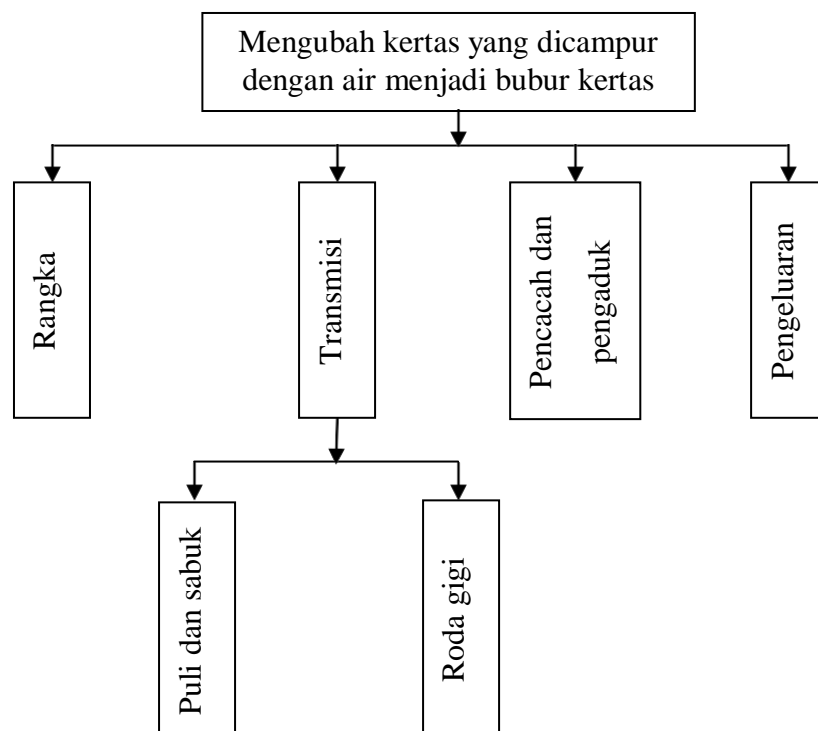 Mengubah kertas yang dicampur
dengan air menjadi bubur kertas
Rangka
Transmisi
Pencacah dan
pengaduk
Pengeluaran
Puli dan sabuk
Roda gigi